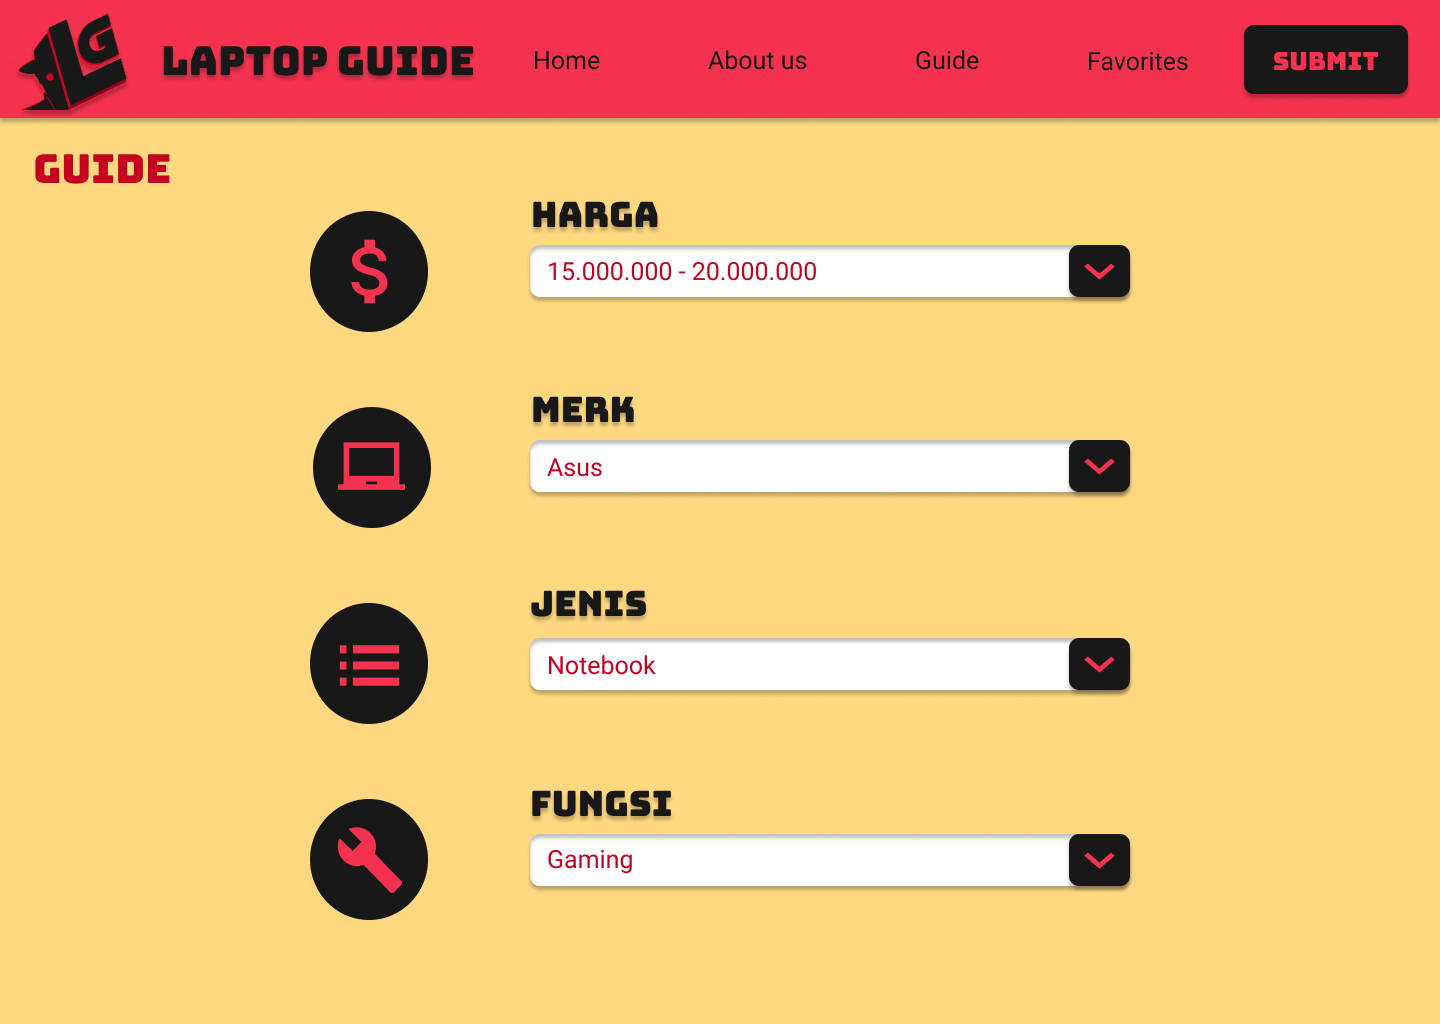 LG
LAPTOP GUIDE
Home
About us
Guide
Favorites
SUBMIT
GUIDE
HARGA
15.000.000 - 20.000.000
MERK
Asus
JENIS
Notebook
FUNGSI
Gaming